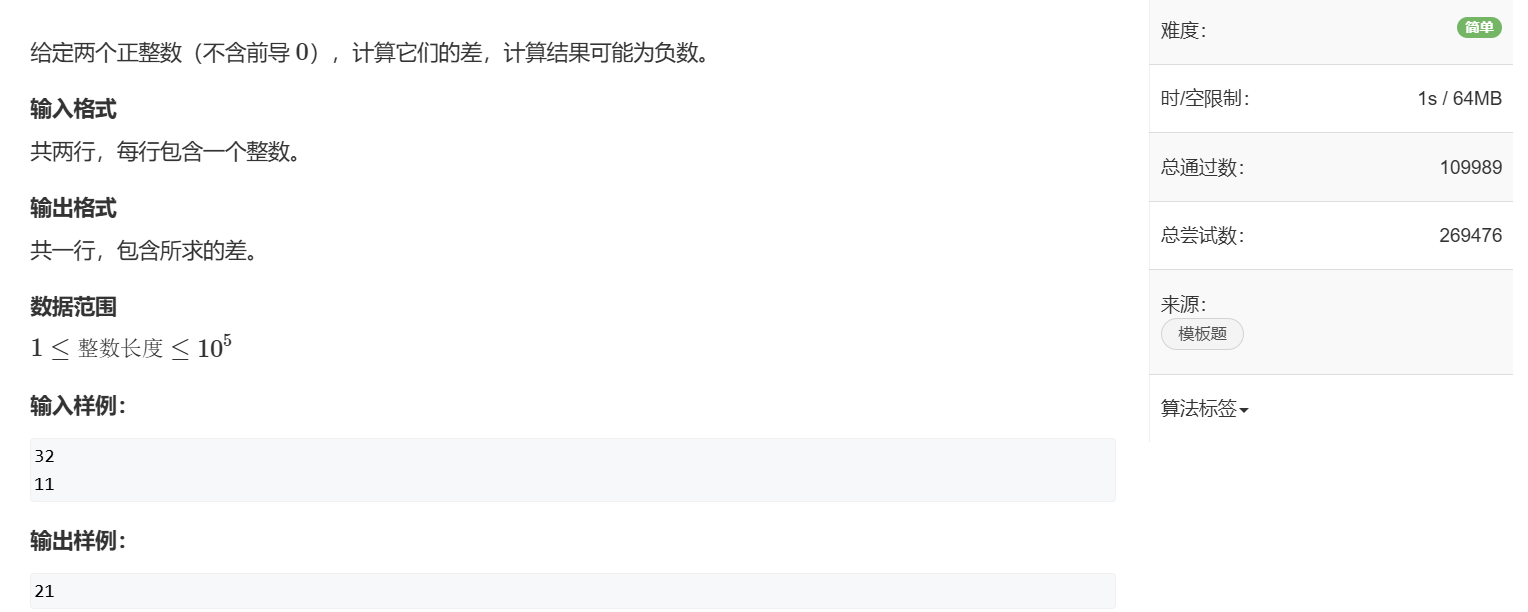 给定两个正整数（不含前导 0），计算它们的差，计算结果可能为负数。
输入格式
共两行，每行包含一个整数。
输出格式
共一行，包含所求的差。
数据范围
1 ≤ 整数长度 ≤ 10⁵
输入样例：
32
11
输出样例：
21
难度：简单
时/空限制：1s / 64MB
总通过数：109989
总尝试数：269476
来源：
模板题
算法标签